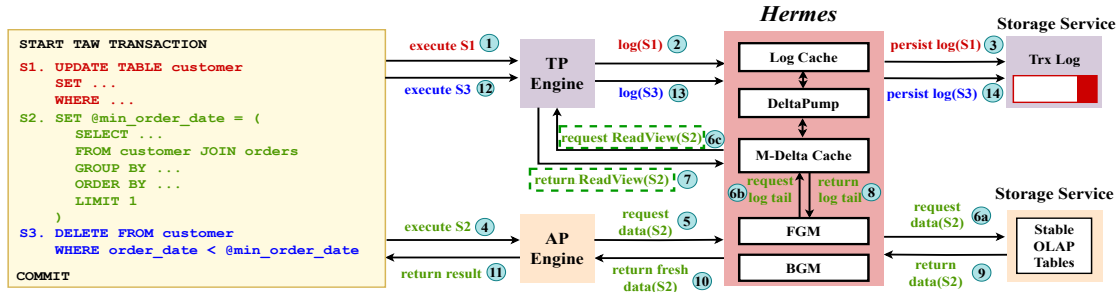 START TAW TRANSACTION
S1. UPDATE TABLE customer
SET ...
WHERE ...
S2. SET @min_order_date = (
SELECT ...
FROM customer JOIN orders
GROUP BY ...
ORDER BY ...
LIMIT 1
)
S3. DELETE FROM customer
WHERE order_date < @min_order_date
COMMIT
execute S1 1
execute S3 12
TP
Engine
log(S1) 2
log(S3) 13
request ReadView(S2) 6c
return ReadView(S2) 7
execute S2 4
return result 11
AP
Engine
request
data(S2) 5
return fresh
data(S2) 10
Hermes
Log Cache
DeltaPump
M-Delta Cache
6b request
log tail
return
log tail 8
FGM
BGM
persist log(S1) 3
persist log(S3) 14
Storage Service
Trx Log
request
data(S2) 6a
return
data(S2) 9
Storage Service
Stable
OLAP
Tables